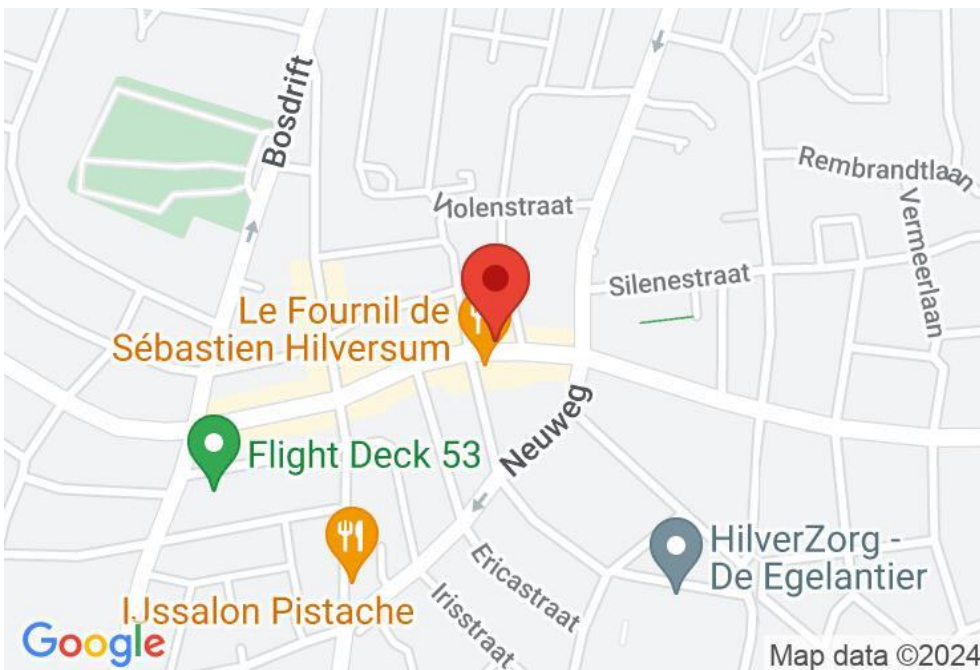 Bosdrift
Rembrandtlaan
Violenstraat
Vermeerlaan
Silenestraat
Le Fournil de
Sébastien Hilversum
Neuweg
Flight Deck 53
HilverZorg -
De Egelantier
Ericastraat
Irisstraat
IJssalon Pistache
Google
Map data ©2024